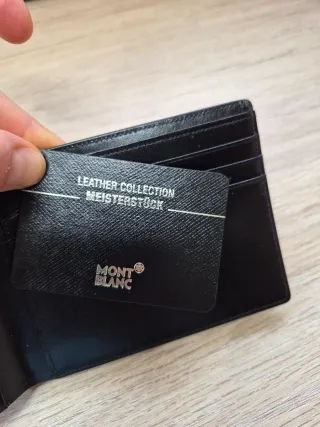 LEATHER COLLECTION
MEISTERSTÜCK
MONT
BLANC